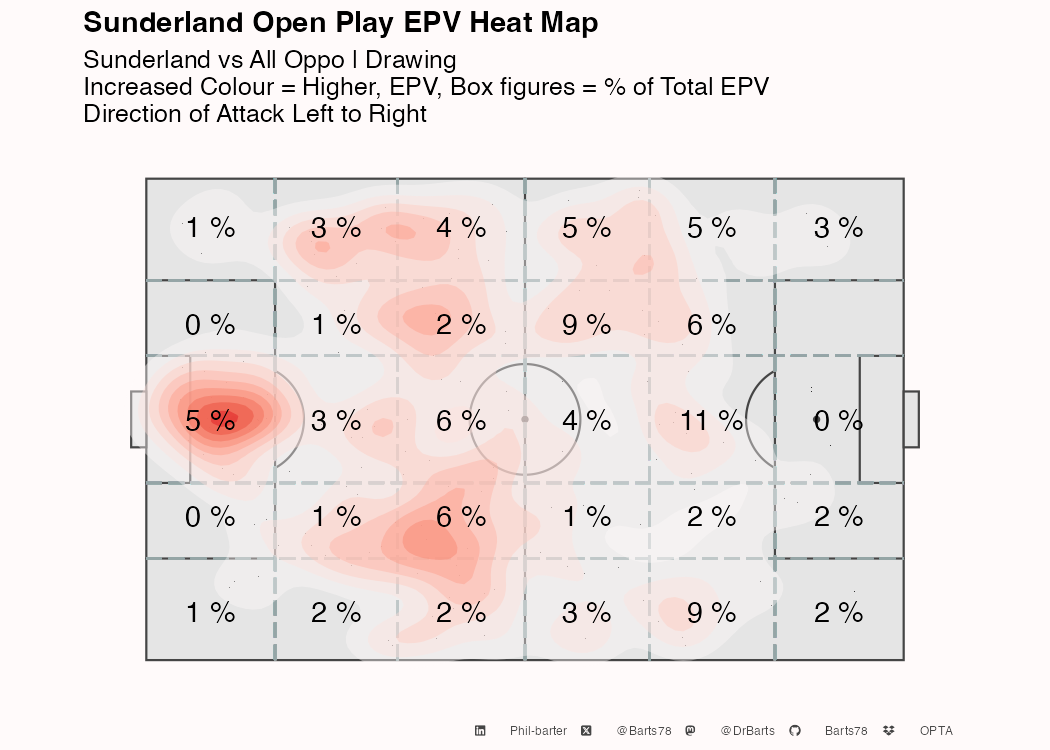 Sunderland Open Play EPV Heat Map
Sunderland vs All Oppo | Drawing
Increased Colour = Higher, EPV, Box figures = % of Total EPV
Direction of Attack Left to Right
1 % 3 % 4 % 5 % 5 % 3 %
0 % 1 % 2 % 9 % 6 %
5 % 3 % 6 % 4 % 11 % 0 %
0 % 1 % 6 % 1 % 2 % 2 %
1 % 2 % 2 % 3 % 9 % 2 %
Phil-barter @Barts78 @DrBarts Barts78 OPTA